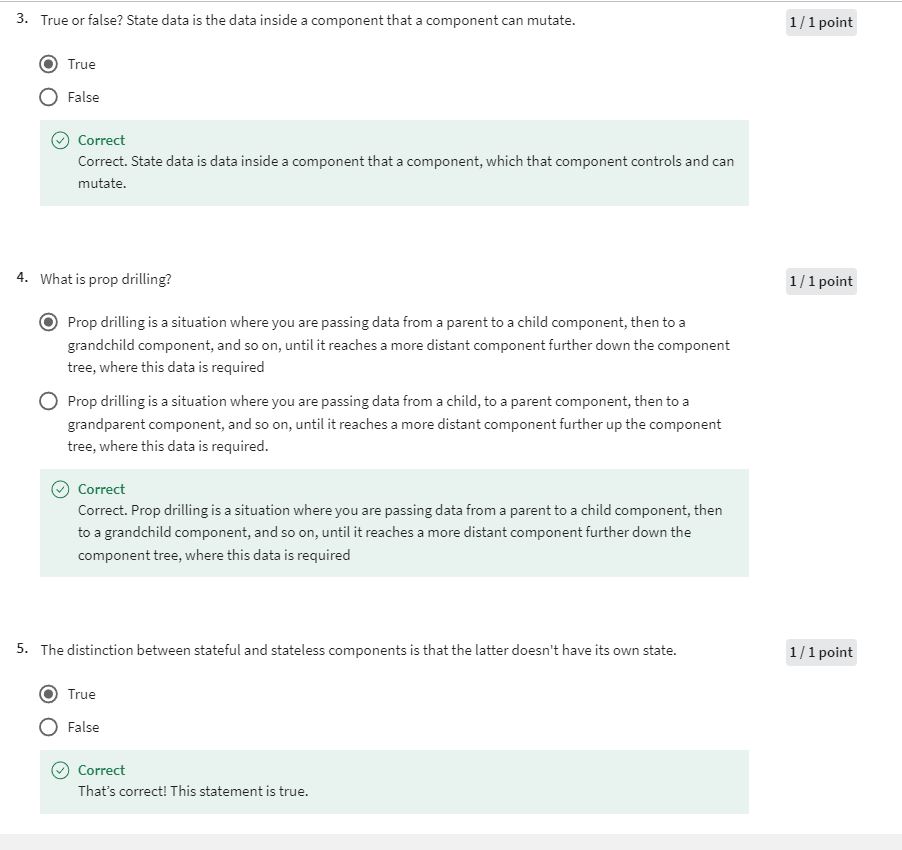 3. True or false? State data is the data inside a component that a component can mutate.
1 / 1 point
True
False
Correct
Correct. State data is data inside a component that a component, which that component controls and can
mutate.
4. What is prop drilling?
1 / 1 point
Prop drilling is a situation where you are passing data from a parent to a child component, then to a
grandchild component, and so on, until it reaches a more distant component further down the component
tree, where this data is required
Prop drilling is a situation where you are passing data from a child, to a parent component, then to a
grandparent component, and so on, until it reaches a more distant component further up the component
tree, where this data is required.
Correct
Correct. Prop drilling is a situation where you are passing data from a parent to a child component, then
to a grandchild component, and so on, until it reaches a more distant component further down the
component tree, where this data is required
5. The distinction between stateful and stateless components is that the latter doesn't have its own state.
1 / 1 point
True
False
Correct
That's correct! This statement is true.